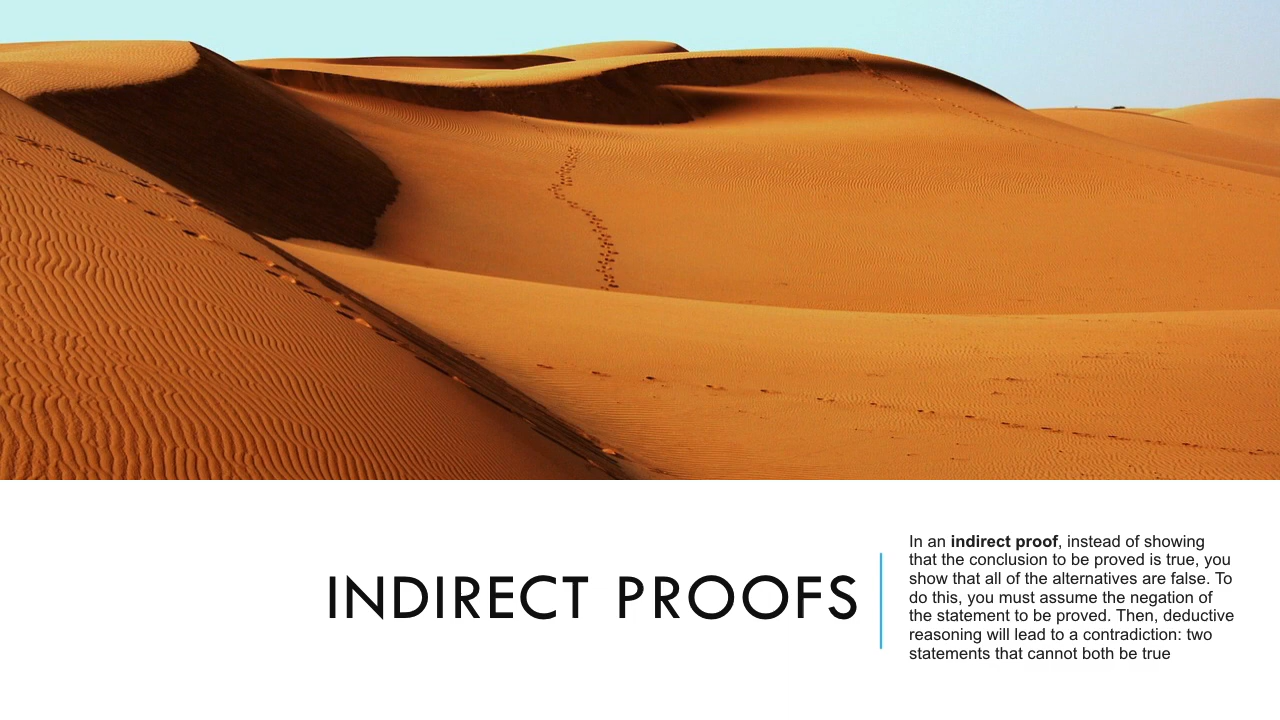 INDIRECT PROOFS
In an indirect proof, instead of showing
that the conclusion to be proved is true, you
show that all of the alternatives are false. To
do this, you must assume the negation of
the statement to be proved. Then, deductive
reasoning will lead to a contradiction: two
statements that cannot both be true